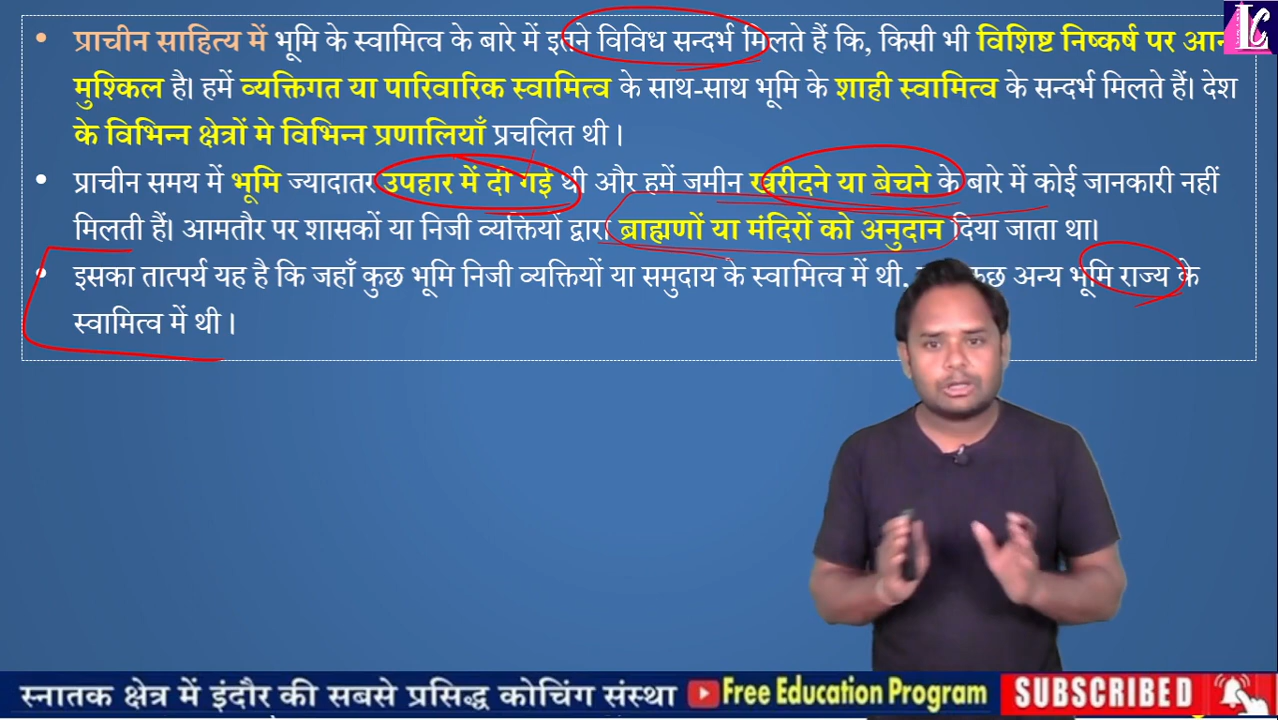 LC
प्राचीन साहित्य में भूमि के स्वामित्व के बारे में इतने विविध सन्दर्भ मिलते हैं कि, किसी भी विशिष्ट निष्कर्ष पर आना
मुश्किल है। हमें व्यक्तिगत या पारिवारिक स्वामित्व के साथ-साथ भूमि के शाही स्वामित्व के सन्दर्भ मिलते हैं। देश
के विभिन्न क्षेत्रों मे विभिन्न प्रणालियाँ प्रचलित थी।
प्राचीन समय में भूमि ज्यादातर उपहार में दी गई थी और हमें जमीन खरीदने या बेचने के बारे में कोई जानकारी नहीं
मिलती हैं। आमतौर पर शासकों या निजी व्यक्तियों द्वारा ब्राह्मणों या मंदिरों को अनुदान दिया जाता था।
इसका तात्पर्य यह है कि जहाँ कुछ भूमि निजी व्यक्तियों या समुदाय के स्वामित्व में थी, कुछ अन्य भूमि राज्य के
स्वामित्व में थी।
स्नातक क्षेत्र में इंदौर की सबसे प्रसिद्ध कोचिंग संस्था Free Education Program SUBSCRIBED